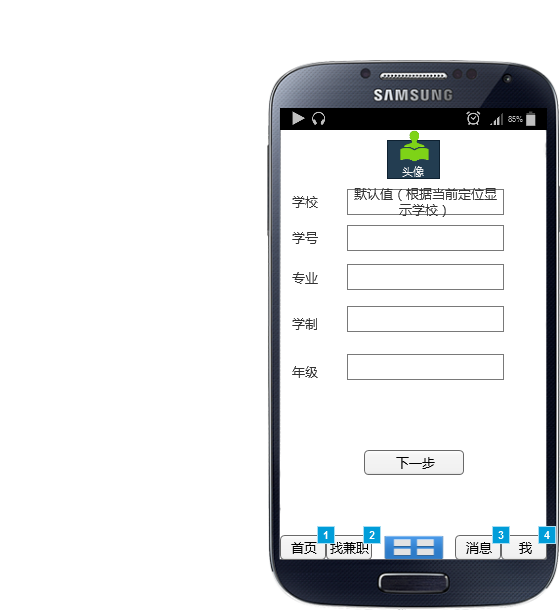 SAMSUNG
85%
头像
学校
默认值（根据当前定位显
示学校）
学号
专业
学制
年级
下一步
1
2
3
4
首页
找兼职
消息
我